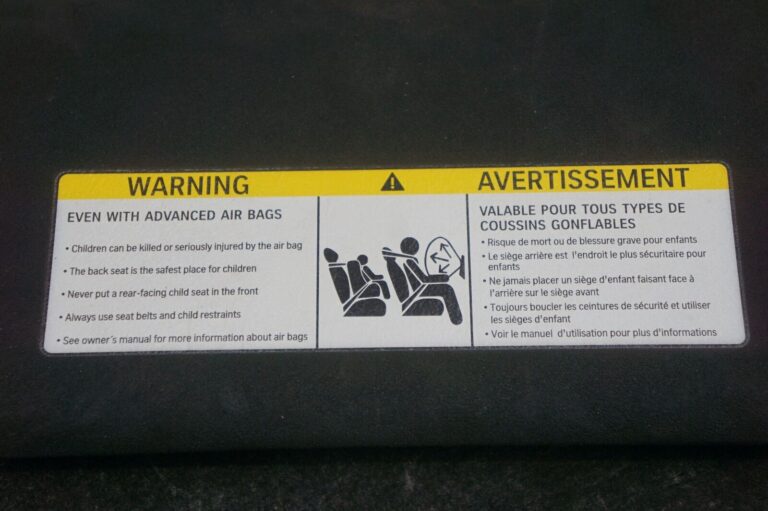 WARNING
EVEN WITH ADVANCED AIR BAGS
• Children can be killed or seriously injured by the air bag
• The back seat is the safest place for children
• Never put a rear-facing child seat in the front
• Always use seat belts and child restraints
• See owner's manual for more information about air bags
AVERTISSEMENT
VALABLE POUR TOUS TYPES DE
COUSSINS GONFLABLES
• Risque de mort ou de blessure grave pour enfants
• Le siège arrière est l'endroit le plus sécuritaire pour
enfants
• Ne jamais placer un siège d'enfant faisant face à
l'arrière sur le siège avant
• Toujours boucler les ceintures de sécurité et utiliser
les sièges d'enfant
• Voir le manuel d'utilisation pour plus d'informations